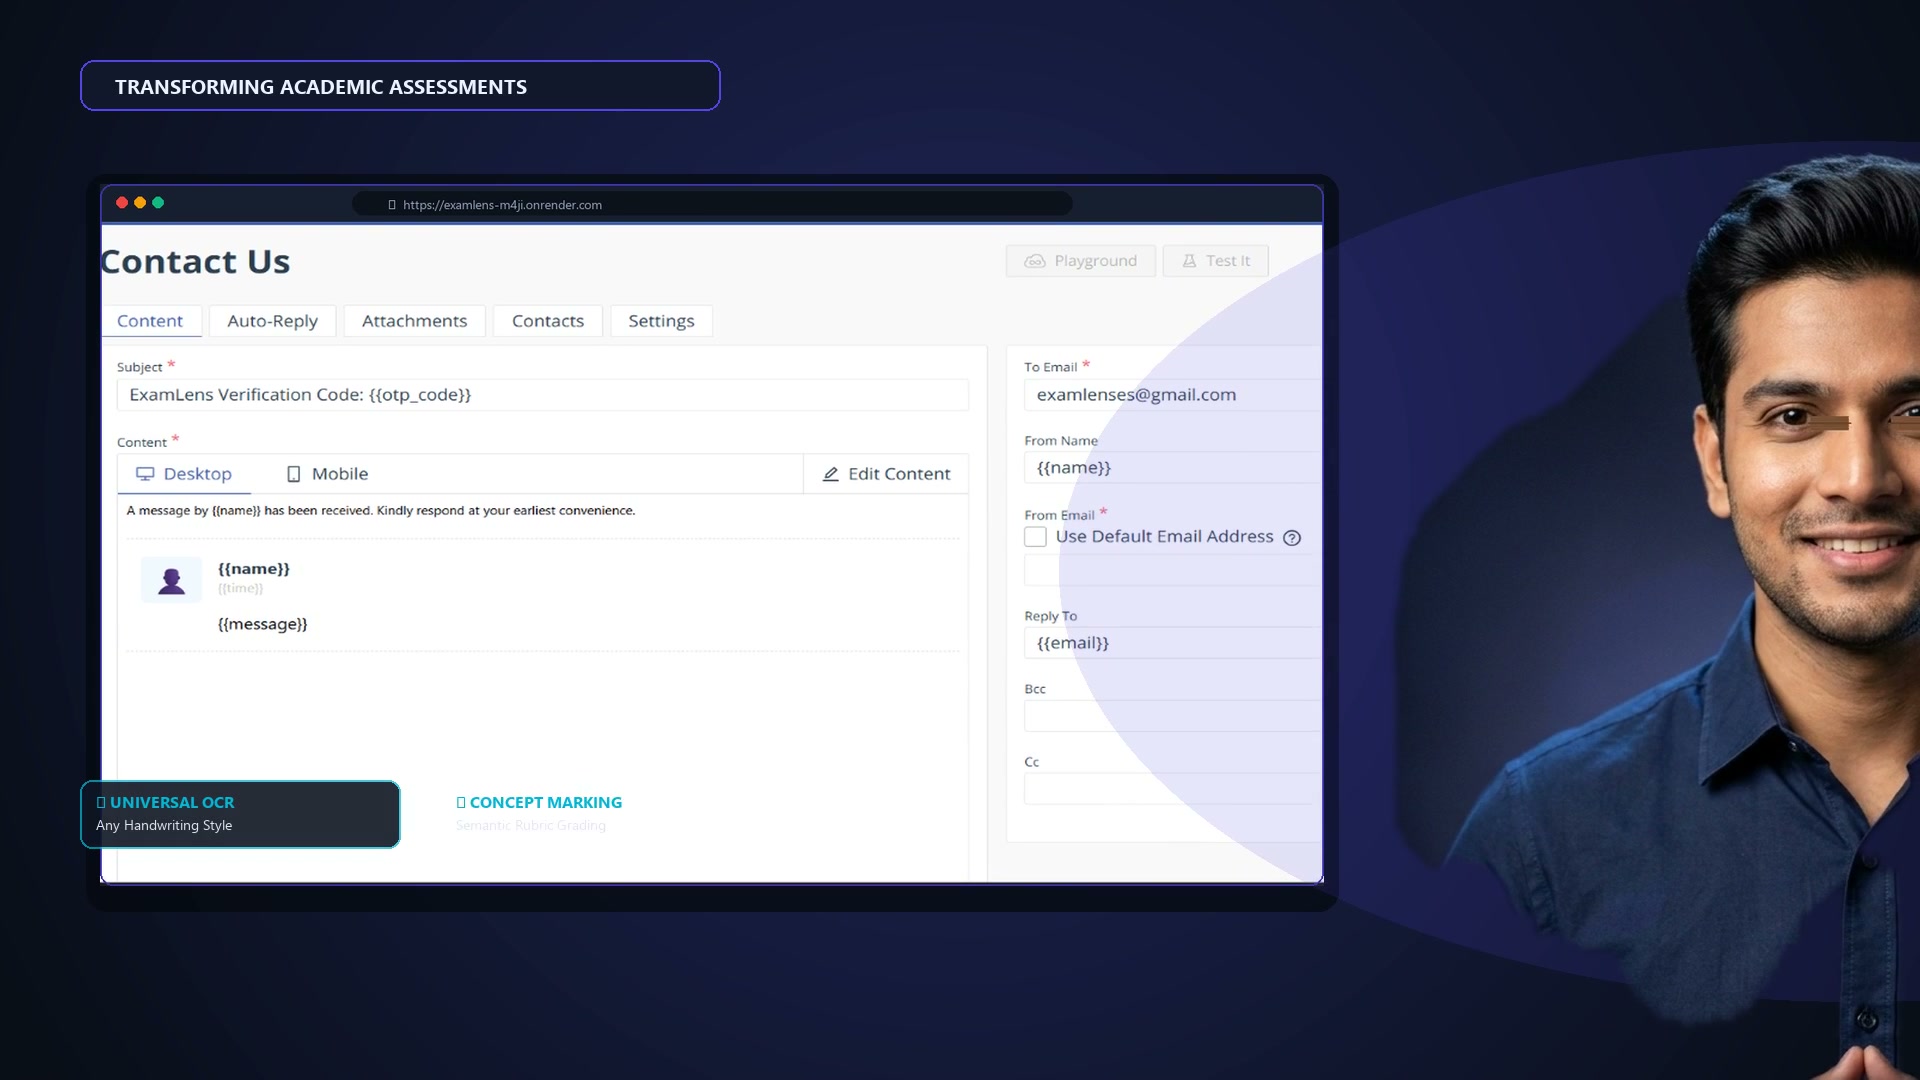 TRANSFORMING ACADEMIC ASSESSMENTS
https://examlens-m4ji.onrender.com
Contact Us
Playground
Test It
Content
Auto-Reply
Attachments
Contacts
Settings
Subject *
ExamLens Verification Code: {{otp_code}}
Content *
Desktop
Mobile
Edit Content
A message by {{name}} has been received. Kindly respond at your earliest convenience.
{{name}}
{{time}}
{{message}}
To Email *
examlenses@gmail.com
From Name
{{name}}
From Email *
Use Default Email Address
Reply To
{{email}}
Bcc
Cc
UNIVERSAL OCR
Any Handwriting Style
CONCEPT MARKING
Semantic Rubric Grading